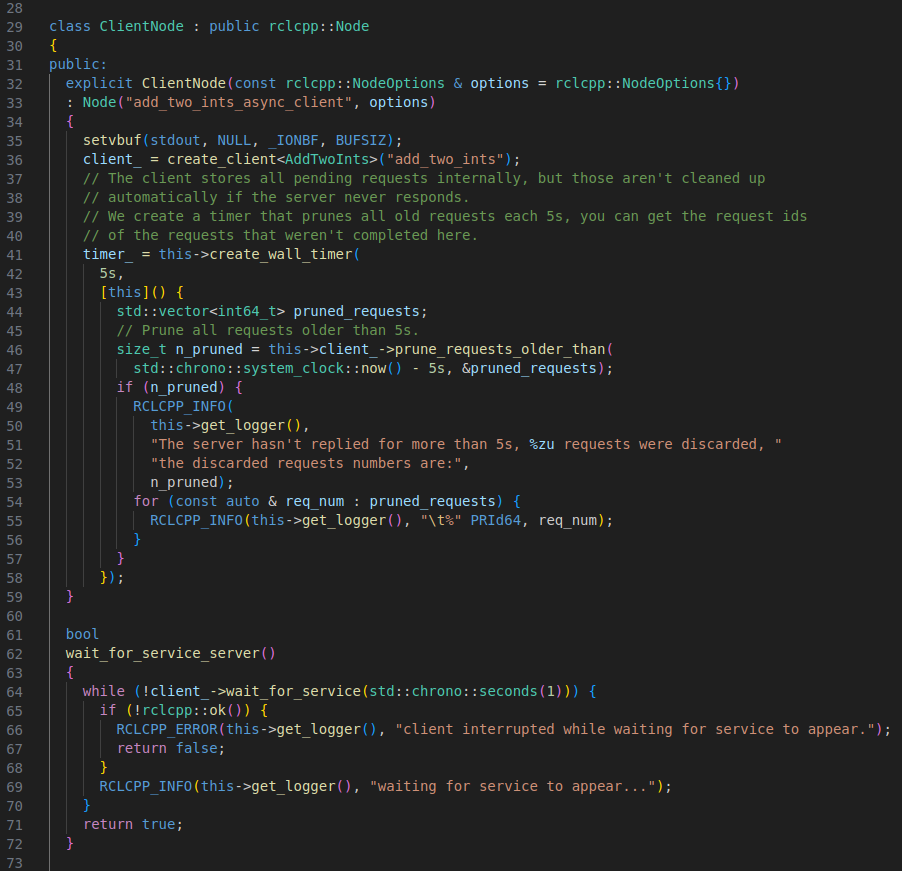 28
29 class ClientNode : public rclcpp::Node
30 {
31 public:
32   explicit ClientNode(const rclcpp::NodeOptions & options = rclcpp::NodeOptions{})
33   : Node("add_two_ints_async_client", options)
34   {
35     setvbuf(stdout, NULL, _IONBF, BUFSIZ);
36     client_ = create_client<AddTwoInts>("add_two_ints");
37     // The client stores all pending requests internally, but those aren't cleaned up
38     // automatically if the server never responds.
39     // We create a timer that prunes all old requests each 5s, you can get the request ids
40     // of the requests that weren't completed here.
41     timer_ = this->create_wall_timer(
42       5s,
43       [this]() {
44         std::vector<int64_t> pruned_requests;
45         // Prune all requests older than 5s.
46         size_t n_pruned = this->client_->prune_requests_older_than(
47           std::chrono::system_clock::now() - 5s, &pruned_requests);
48         if (n_pruned) {
49           RCLCPP_INFO(
50             this->get_logger(),
51             "The server hasn't replied for more than 5s, %zu requests were discarded, "
52             "the discarded requests numbers are:",
53             n_pruned);
54           for (const auto & req_num : pruned_requests) {
55             RCLCPP_INFO(this->get_logger(), "\t%" PRId64, req_num);
56           }
57         }
58       });
59   }
60
61   bool
62   wait_for_service_server()
63   {
64     while (!client_->wait_for_service(std::chrono::seconds(1))) {
65       if (!rclcpp::ok()) {
66         RCLCPP_ERROR(this->get_logger(), "client interrupted while waiting for service to appear.");
67         return false;
68       }
69       RCLCPP_INFO(this->get_logger(), "waiting for service to appear...");
70     }
71     return true;
72   }
73